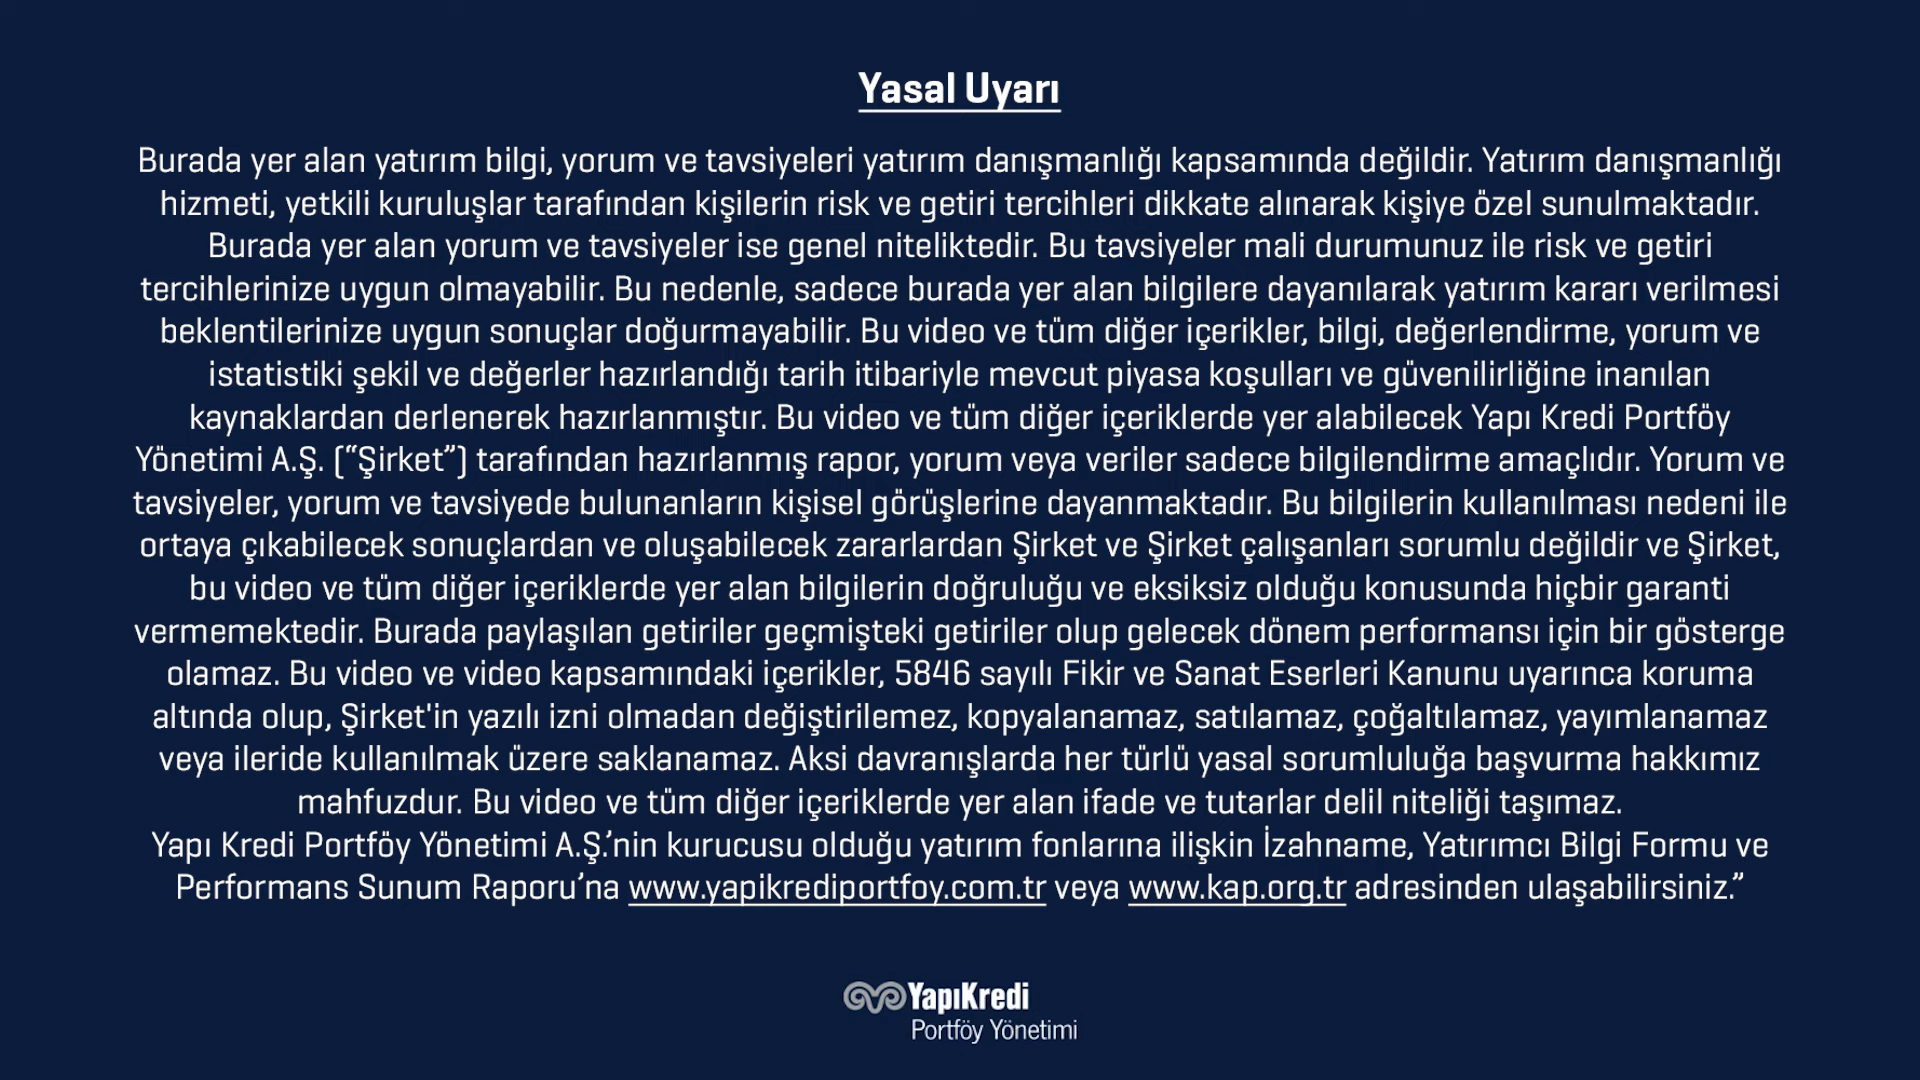 Yasal Uyarı
Burada yer alan yatırım bilgi, yorum ve tavsiyeleri yatırım danışmanlığı kapsamında değildir. Yatırım danışmanlığı
hizmeti, yetkili kuruluşlar tarafından kişilerin risk ve getiri tercihleri dikkate alınarak kişiye özel sunulmaktadır.
Burada yer alan yorum ve tavsiyeler ise genel niteliktedir. Bu tavsiyeler mali durumunuz ile risk ve getiri
tercihlerinize uygun olmayabilir. Bu nedenle, sadece burada yer alan bilgilere dayanılarak yatırım kararı verilmesi
beklentilerinize uygun sonuçlar doğurmayabilir. Bu video ve tüm diğer içerikler, bilgi, değerlendirme, yorum ve
istatistiki şekil ve değerler hazırlandığı tarih itibariyle mevcut piyasa koşulları ve güvenilirliğine inanılan
kaynaklardan derlenerek hazırlanmıştır. Bu video ve tüm diğer içeriklerde yer alabilecek Yapı Kredi Portföy
Yönetimi A.Ş. (“Şirket”) tarafından hazırlanmış rapor, yorum veya veriler sadece bilgilendirme amaçlıdır. Yorum ve
tavsiyeler, yorum ve tavsiyede bulunanların kişisel görüşlerine dayanmaktadır. Bu bilgilerin kullanılması nedeni ile
ortaya çıkabilecek sonuçlardan ve oluşabilecek zararlardan Şirket ve Şirket çalışanları sorumlu değildir ve Şirket,
bu video ve tüm diğer içeriklerde yer alan bilgilerin doğruluğu ve eksiksiz olduğu konusunda hiçbir garanti
vermemektedir. Burada paylaşılan getiriler geçmişteki getiriler olup gelecek dönem performansı için bir gösterge
olamaz. Bu video ve video kapsamındaki içerikler, 5846 sayılı Fikir ve Sanat Eserleri Kanunu uyarınca koruma
altında olup, Şirket'in yazılı izni olmadan değiştirilemez, kopyalanamaz, satılamaz, çoğaltılamaz, yayımlanamaz
veya ileride kullanılmak üzere saklanamaz. Aksi davranışlarda her türlü yasal sorumluluğa başvurma hakkımız
mahfuzdur. Bu video ve tüm diğer içeriklerde yer alan ifade ve tutarlar delil niteliği taşımaz.
Yapı Kredi Portföy Yönetimi A.Ş.’nin kurucusu olduğu yatırım fonlarına ilişkin İzahname, Yatırımcı Bilgi Formu ve
Performans Sunum Raporu’na www.yapikrediportfoy.com.tr veya www.kap.org.tr adresinden ulaşabilirsiniz.”
YapıKredi
Portföy Yönetimi